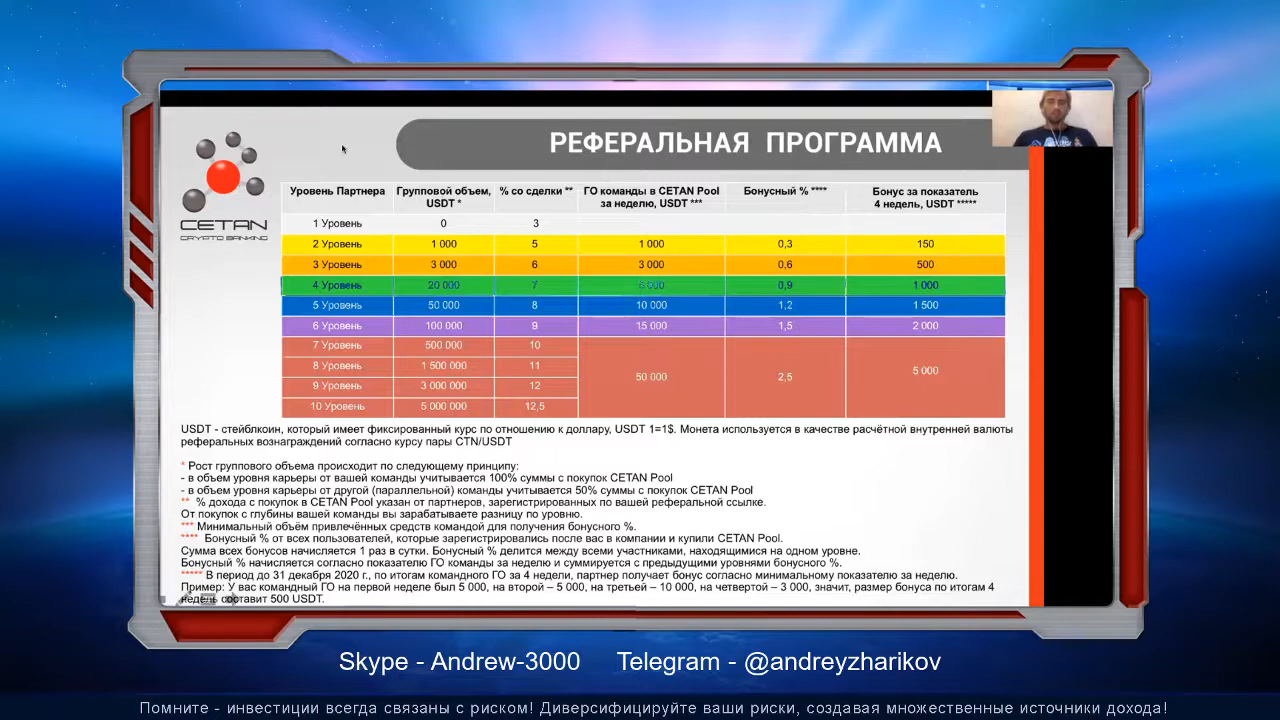 РЕФЕРАЛЬНАЯ ПРОГРАММА
CETAN
CRYPTO BANKING
Уровень Партнера Групповой объем, USDT * % со сделки ** ГО команды в CETAN Pool за неделю, USDT *** Бонусный % **** Бонус за показатель 4 недель, USDT *****
1 Уровень 0 3
2 Уровень 1 000 5 1 000 0,3 150
3 Уровень 3 000 6 3 000 0,6 500
4 Уровень 20 000 7 000 0,9 1 000
5 Уровень 50 000 8 10 000 1,2 1 500
6 Уровень 100 000 9 15 000 1,5 2 000
7 Уровень 500 000 10
8 Уровень 1 500 000 11
50 000 2,5 5 000
9 Уровень 3 000 000 12
10 Уровень 5 000 000 12,5
USDT - стейблкоин, который имеет фиксированный курс по отношению к доллару, USDT 1=1$. Монета используется в качестве расчётной внутренней валюты
реферальных вознаграждений согласно курсу пары CTN/USDT
* Рост группового объема происходит по следующему принципу:
- в объем уровня карьеры от вашей команды учитывается 100% суммы с покупок CETAN Pool
- в объем уровня карьеры от другой (параллельной) команды учитывается 50% суммы с покупок CETAN Pool
** % дохода с покупок в CETAN Pool указан от партнеров, зарегистрированных по вашей реферальной ссылке.
От покупок с глубины вашей команды вы зарабатываете разницу по уровню.
*** Минимальный объём привлечённых средств командой для получения бонусного %.
**** Бонусный % от всех пользователей, которые зарегистрировались после вас в компании и купили CETAN Pool.
Сумма всех бонусов начисляется 1 раз в сутки. Бонусный % делится между всеми участниками, находящимися на одном уровне.
Бонусный % начисляется согласно показателю ГО команды за неделю и суммируется с предыдущими уровнями бонусного %.
***** В период до 31 декабря 2020 г., по итогам командного ГО за 4 недели, партнер получает бонус согласно минимальному показателю за неделю.
Пример: У вас командный ГО на первой неделе был 5 000, на второй – 5 000, на третьей – 10 000, на четвертой – 3 000, значит, размер бонуса по итогам 4
недель составит 500 USDT.
Skype - Andrew-3000 Telegram - @andreyzharikov
Помните - инвестиции всегда связаны с риском! Диверсифицируйте ваши риски, создавая множественные источники дохода!